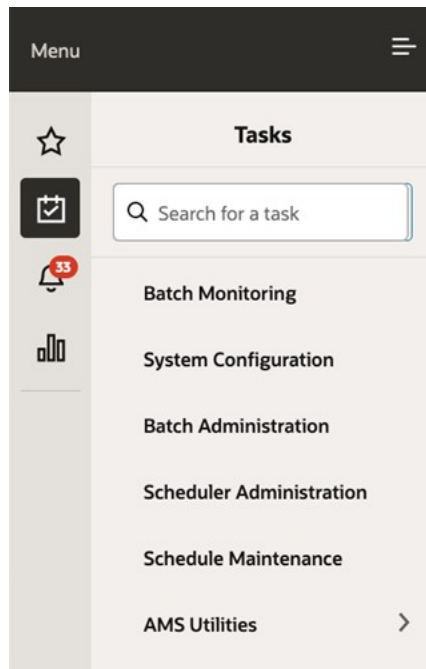 Menu
Tasks
Search for a task
33
Batch Monitoring
System Configuration
Batch Administration
Scheduler Administration
Schedule Maintenance
AMS Utilities